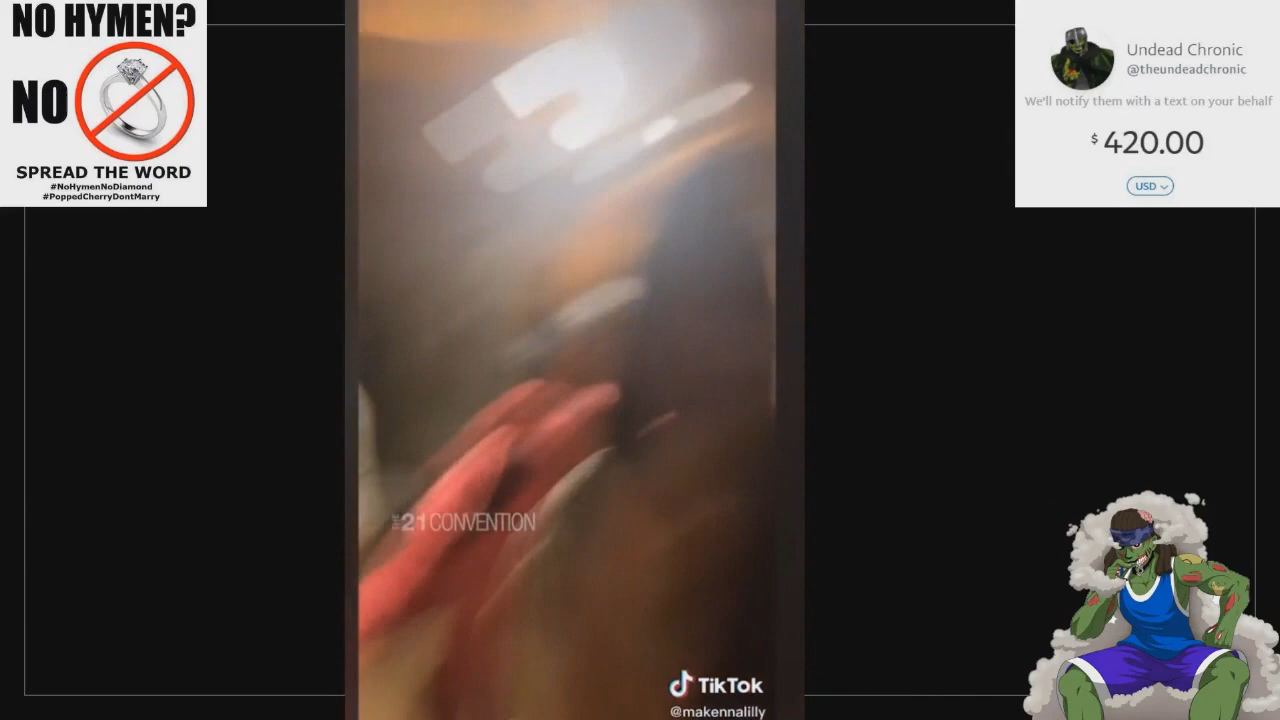 NO HYMEN?
NO
SPREAD THE WORD
#NoHymenNoDiamond
#PoppedCherryDontMarry
Undead Chronic
@theundeadchronic
We'll notify them with a text on your behalf
$ 420.00
USD
THE 21 CONVENTION
TikTok
@makennalilly